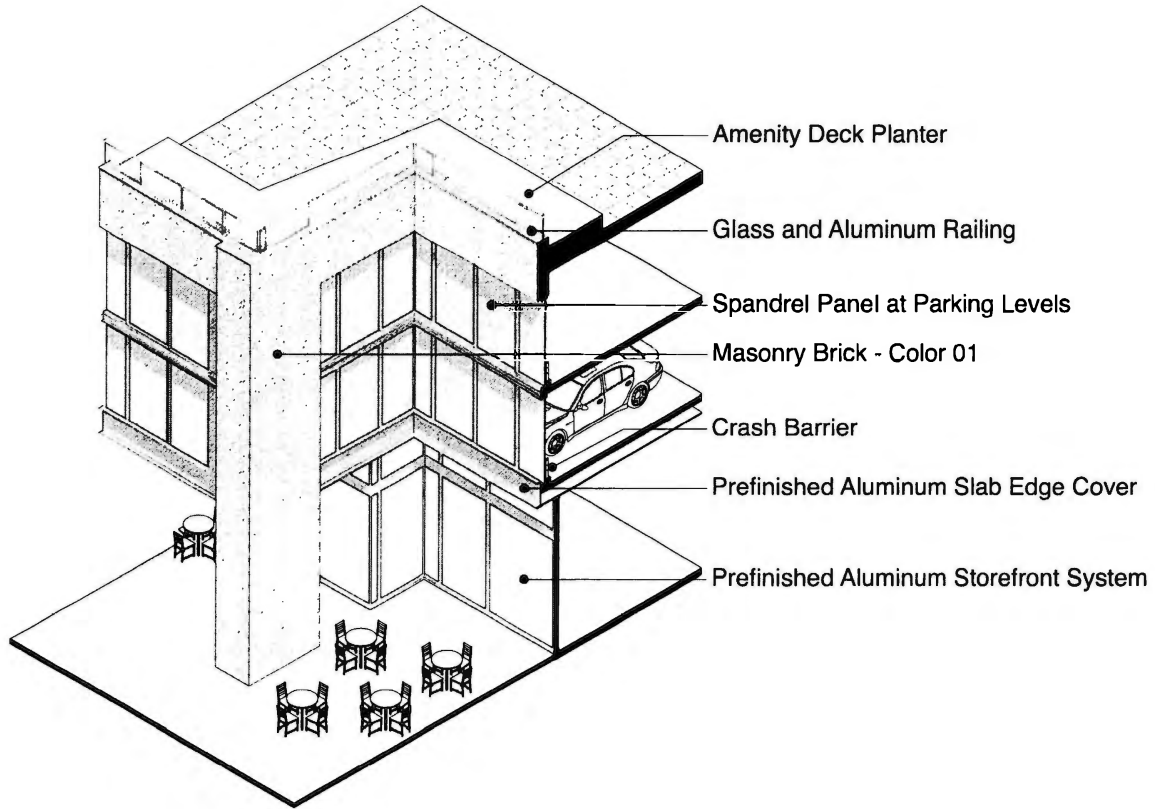 Amenity Deck Planter
Glass and Aluminum Railing
Spandrel Panel at Parking Levels
Masonry Brick - Color 01
Crash Barrier
Prefinished Aluminum Slab Edge Cover
Prefinished Aluminum Storefront System